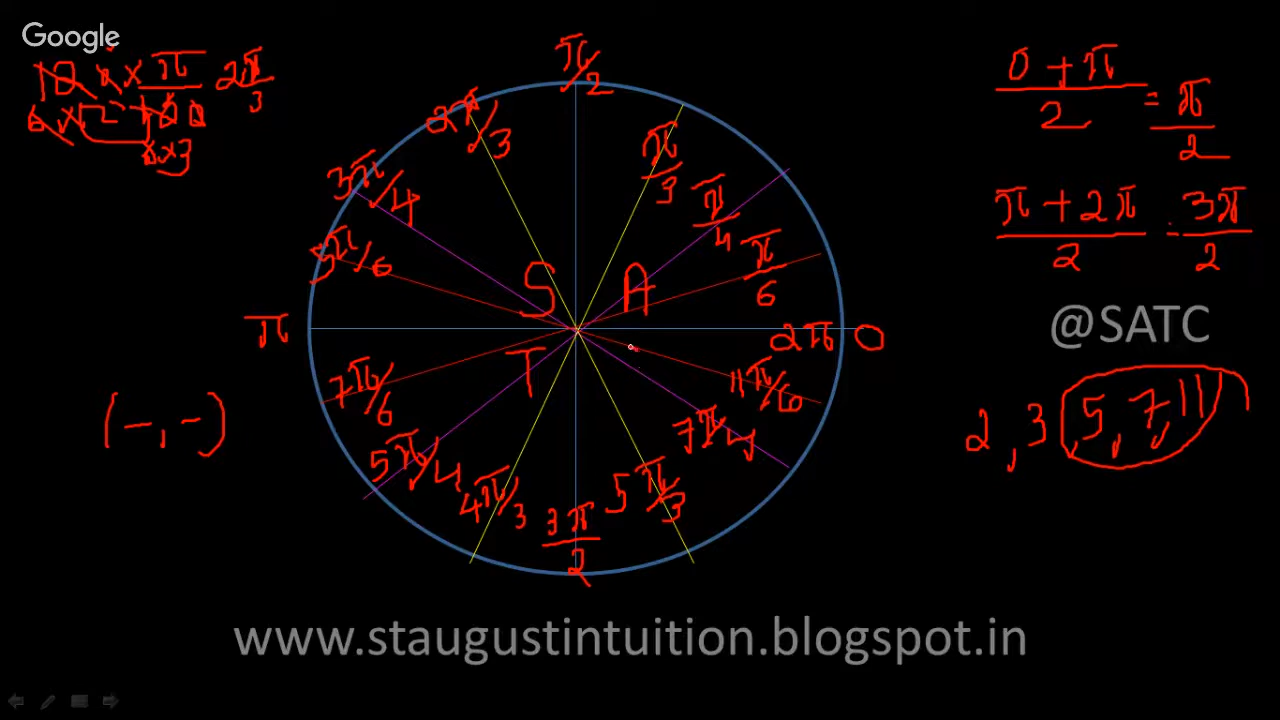 Google
π/2
2π/3
π/3
3π/4
π/4
5π/6
π/6
S A
π
2π 0
T
7π/6
11π/6
5π/4
7π/4
4π/3
5π/3
3π/2
2π/3
(-,-)
0+π/2 = π/2
π+2π/2 = 3π/2
@SATC
2, 3, 5, 7, 11
www.staugustintuition.blogspot.in